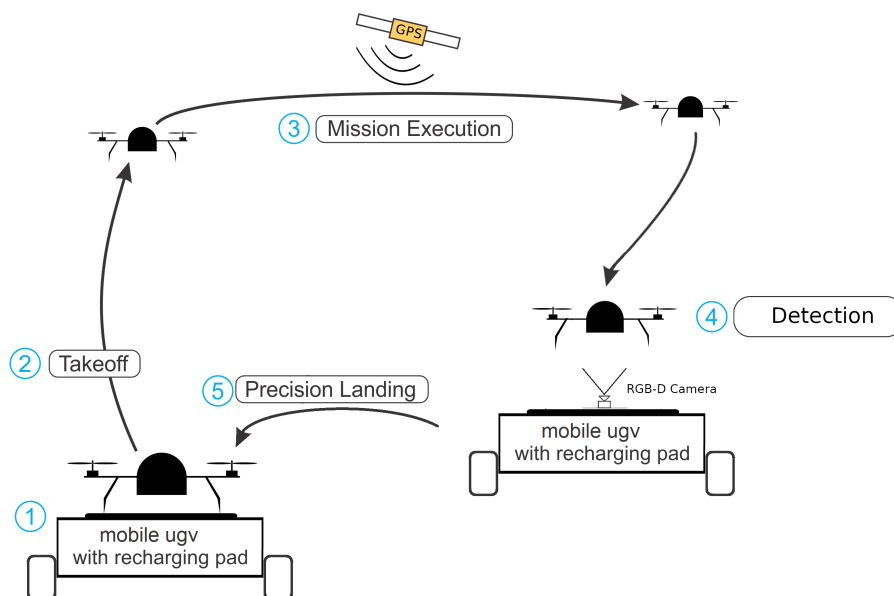 GPS
3 Mission Execution
4 Detection
2 Takeoff
5 Precision Landing
RGB-D Camera
mobile ugv
with recharging pad
1
mobile ugv
with recharging pad